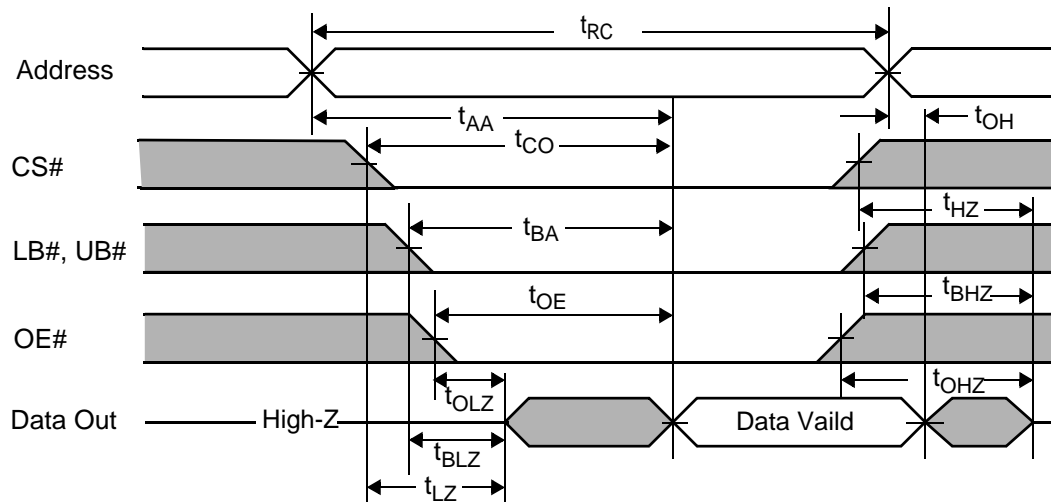 tRC
Address
tAA
tOH
tCO
CS#
tHZ
LB#, UB#
tBA
tBHZ
tOE
OE#
tOHZ
tOLZ
Data Out
High-Z
Data Vaild
tBLZ
tLZ